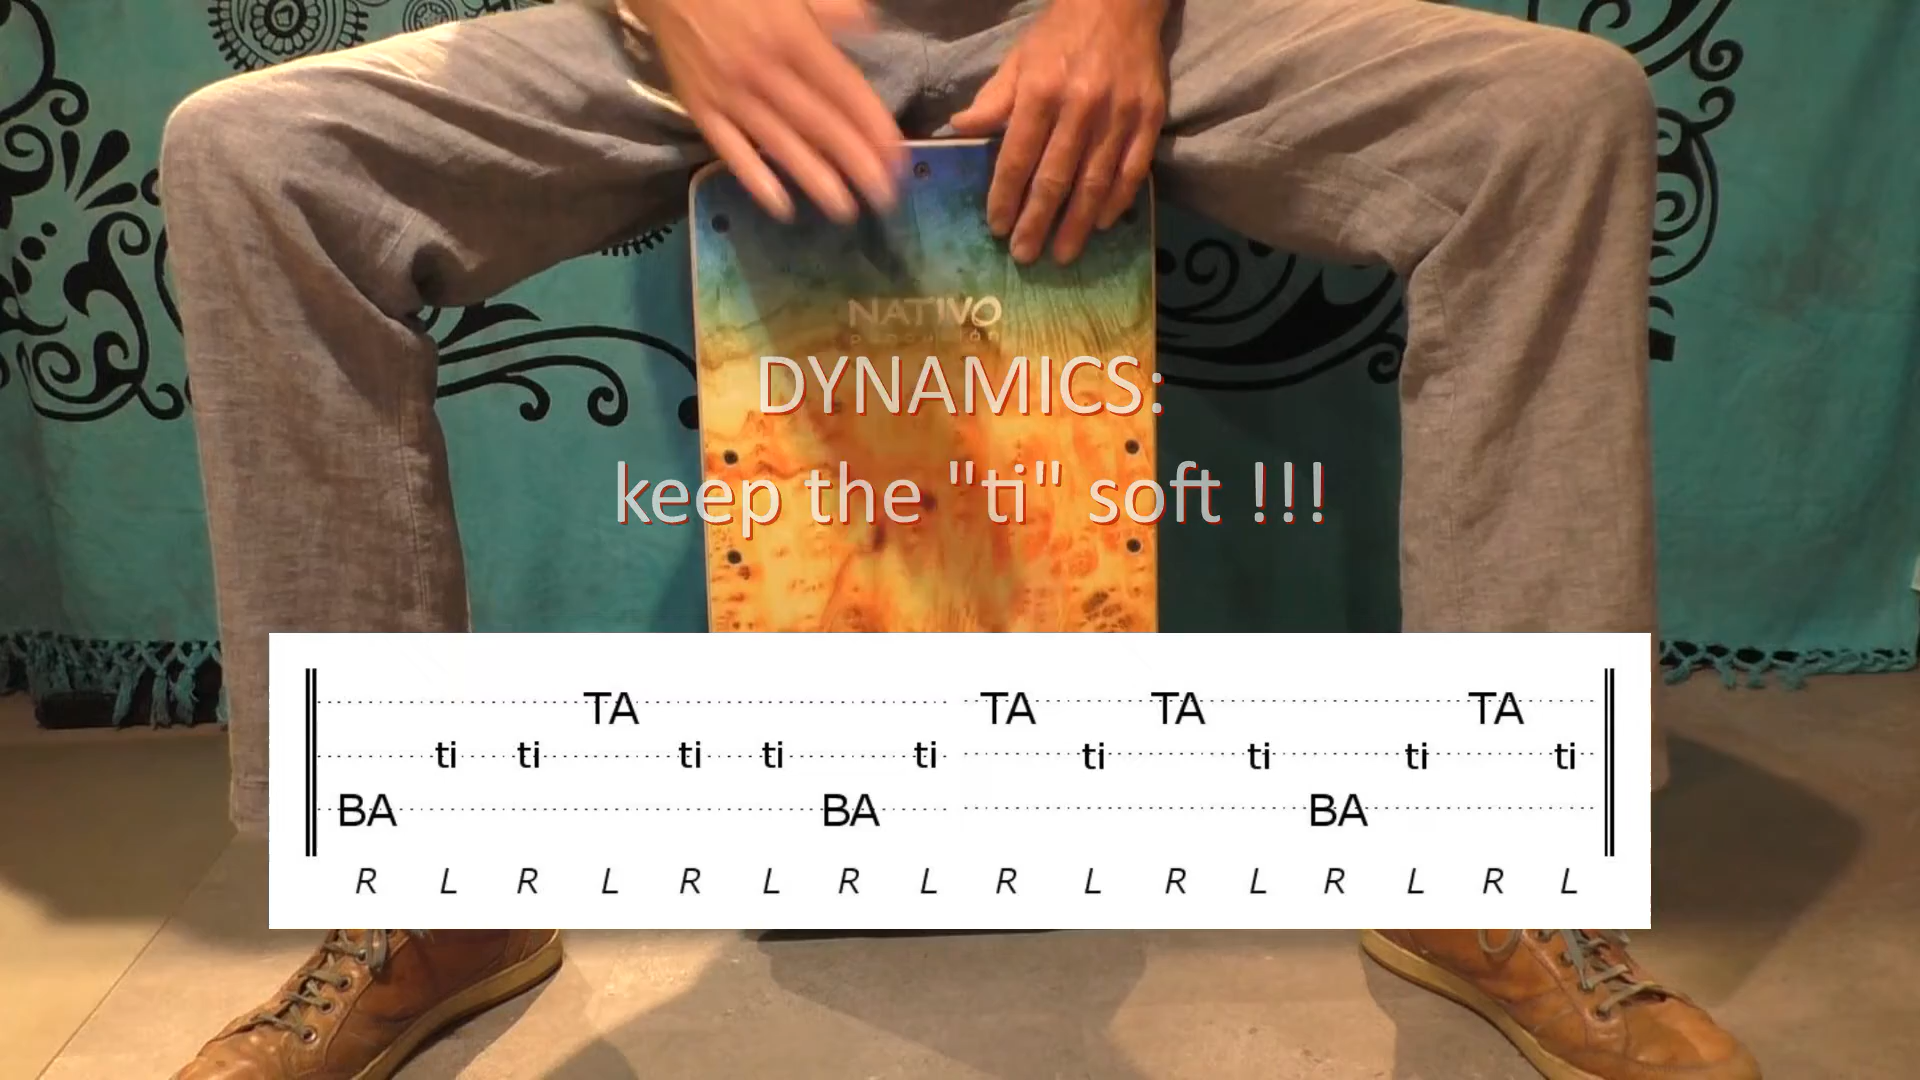 NATIVO
percusión
DYNAMICS:
keep the "ti" soft !!!
TA TA TA TA
ti ti ti ti ti ti ti ti ti
BA BA BA
R L R L R L R L R L R L R L R L